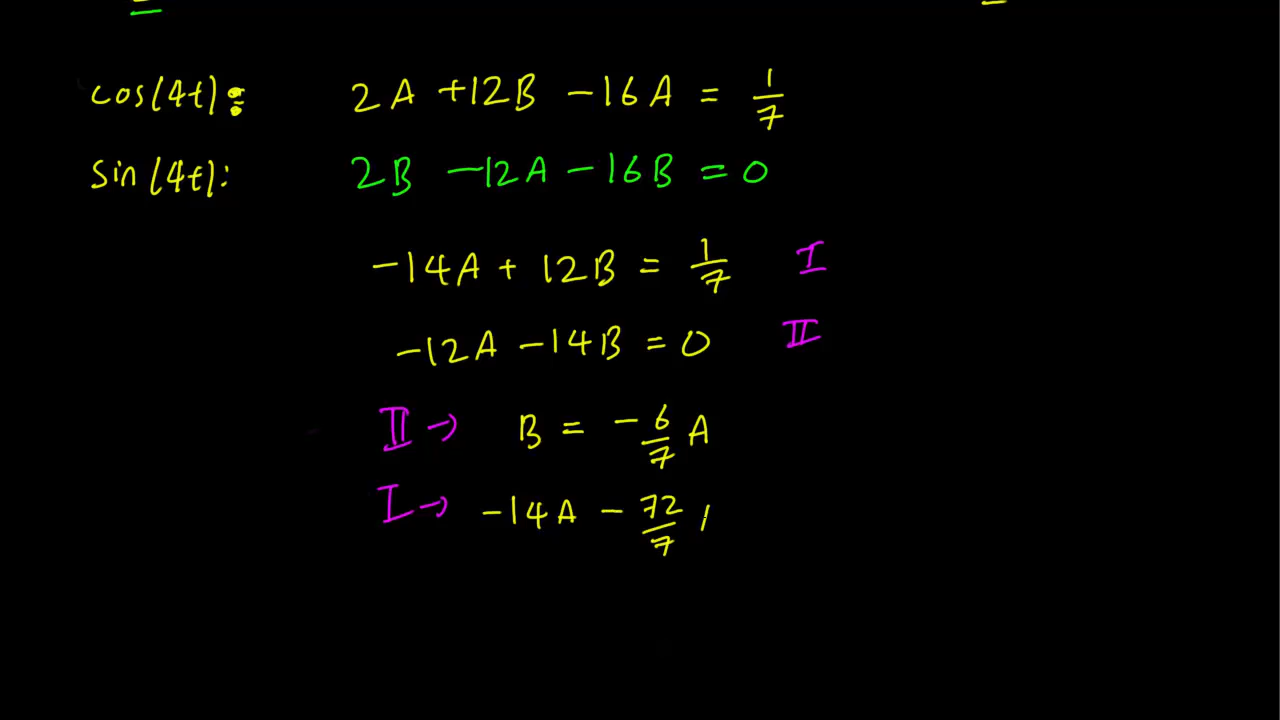 cos(4t): 2A +12B -16A = 1/7
sin(4t): 2B -12A -16B = 0
-14A + 12B = 1/7 I
-12A -14B = 0 II
II → B = -6/7 A
I → -14A - 72/7